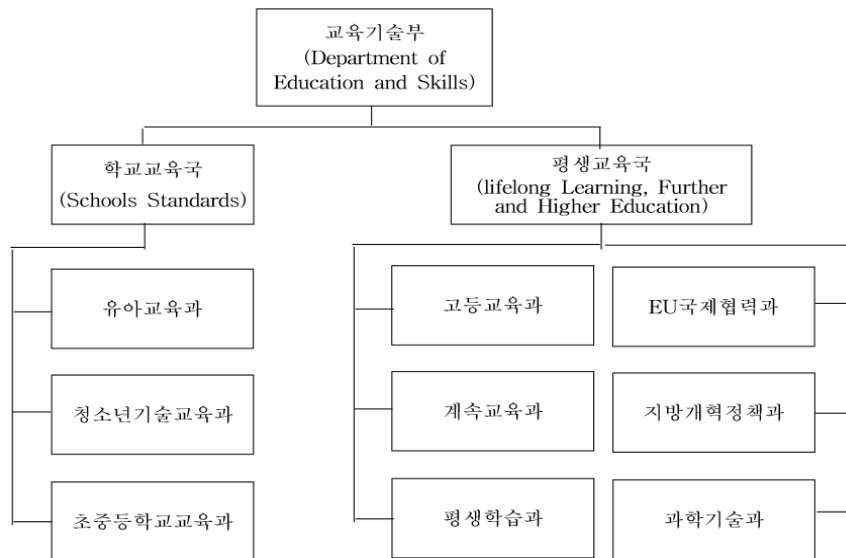 교육기술부
(Department of
Education and Skills)
학교교육국
(Schools Standards)
평생교육국
(lifelong Learning, Further
and Higher Education)
유아교육과
고등교육과
EU국제협력과
청소년기술교육과
계속교육과
지방개혁정책과
초중등학교교육과
평생학습과
과학기술과